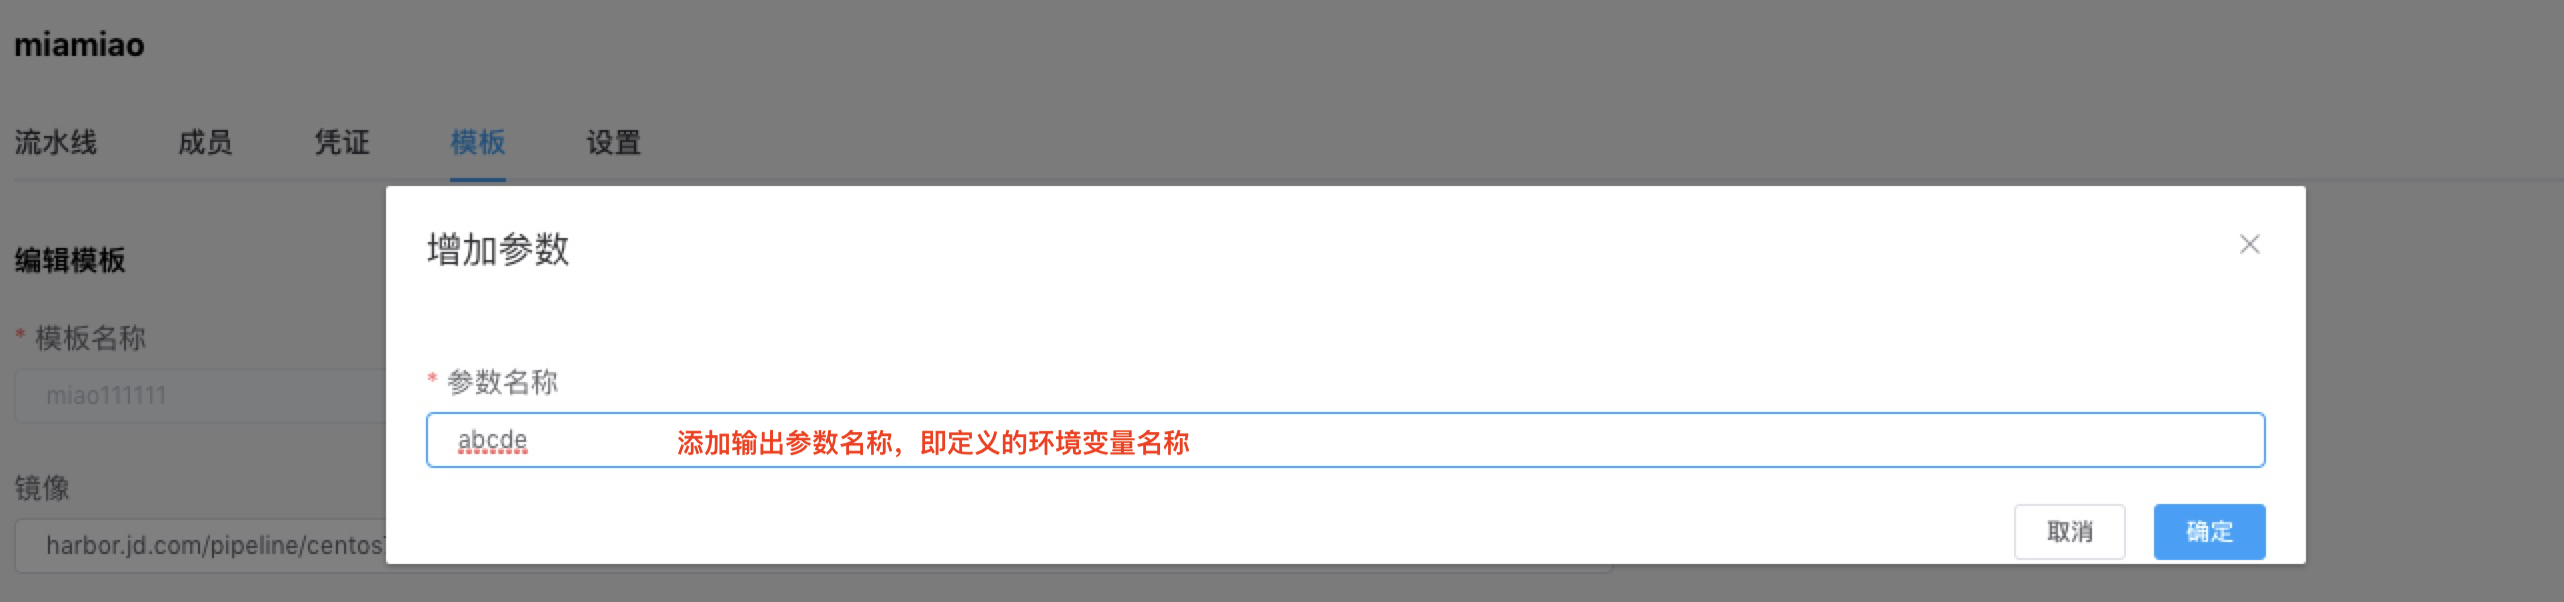 miamiao
流水线 成员 凭证 模板 设置
编辑模板
* 模板名称
miao111111
镜像
harbor.jd.com/pipeline/centos
增加参数
* 参数名称
abcde 添加输出参数名称，即定义的环境变量名称
取消 确定